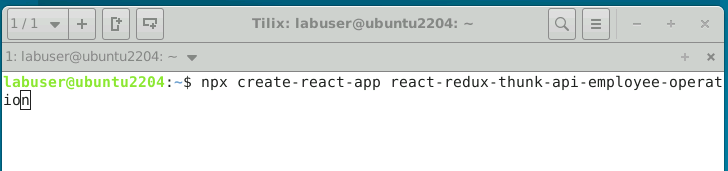 1 / 1
Tilix: labuser@ubuntu2204: ~
1: labuser@ubuntu2204: ~
labuser@ubuntu2204:~$ npx create-react-app react-redux-thunk-api-employee-operat
ion